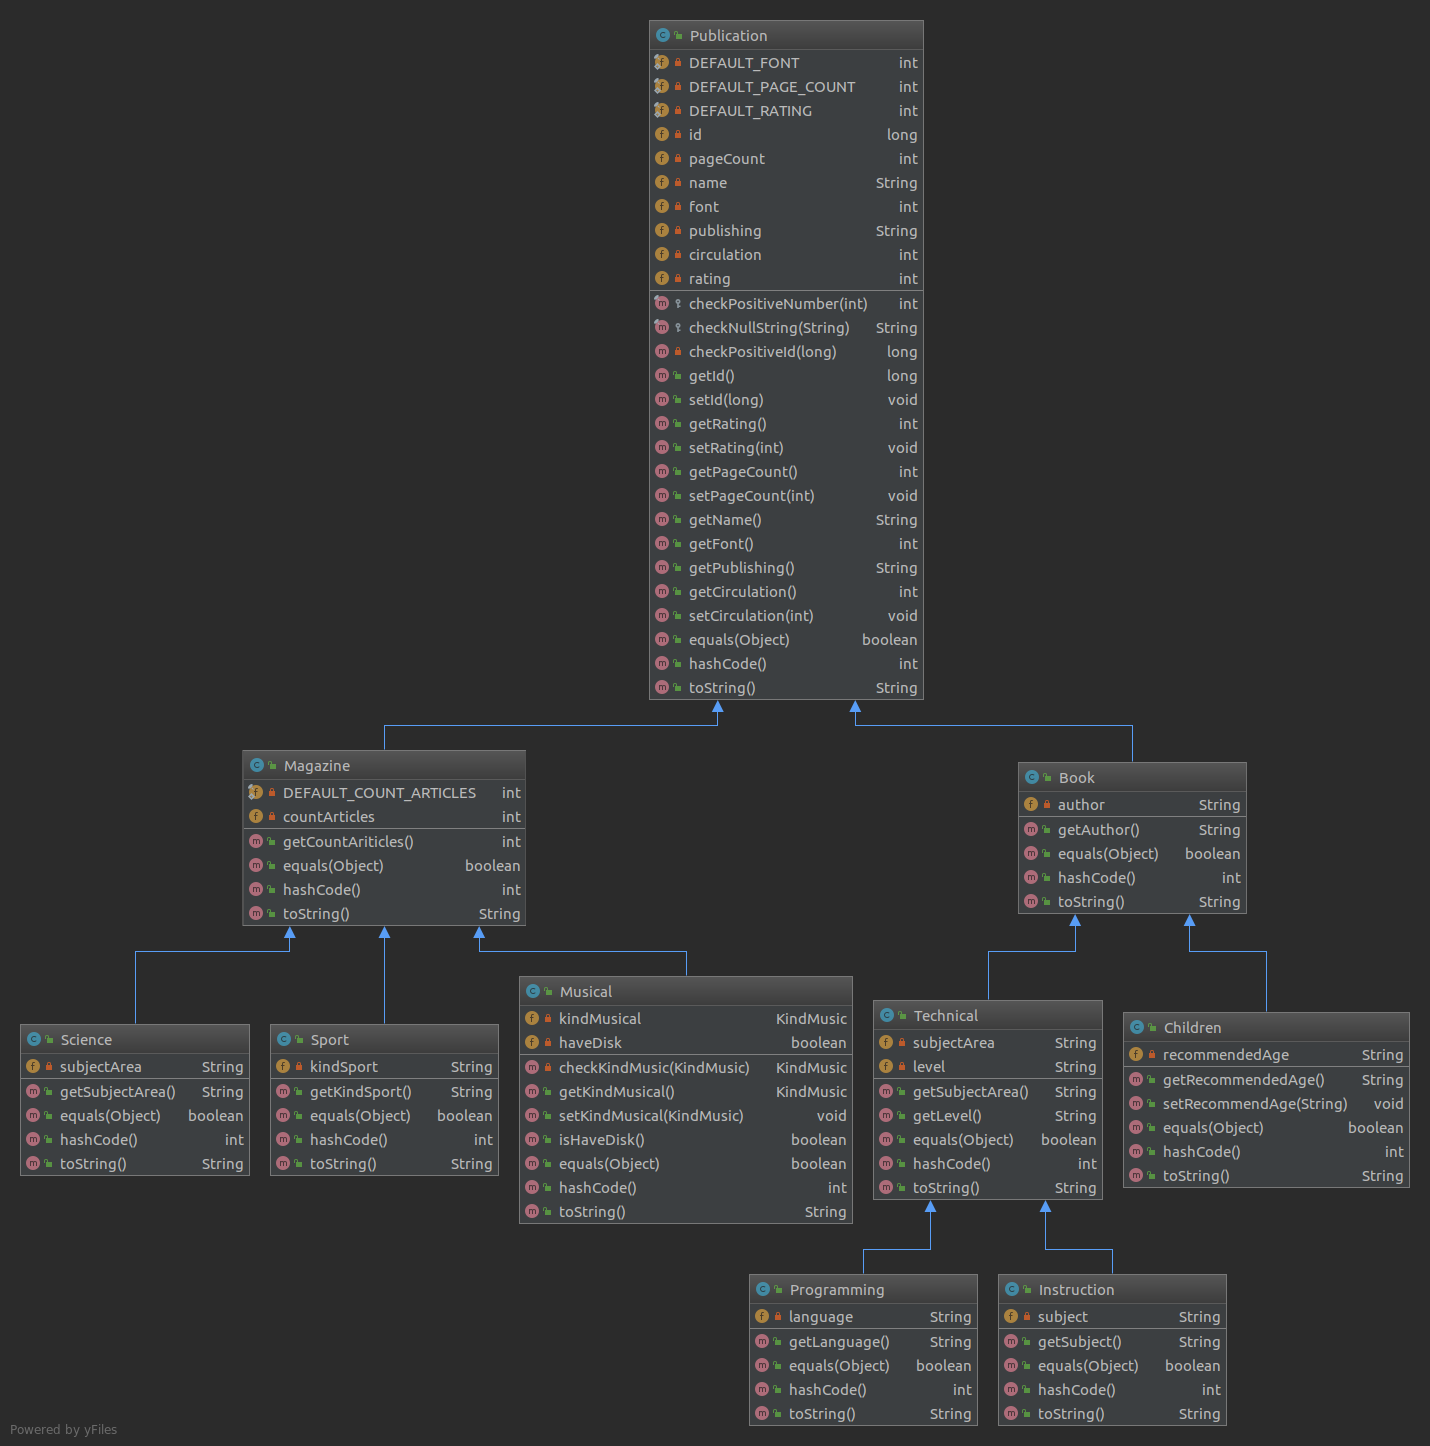 Publication
DEFAULT_FONT int
DEFAULT_PAGE_COUNT int
DEFAULT_RATING int
id long
pageCount int
name String
font int
publishing String
circulation int
rating int
checkPositiveNumber(int) int
checkNullString(String) String
checkPositiveId(long) long
getId() long
setId(long) void
getRating() int
setRating(int) void
getPageCount() int
setPageCount(int) void
getName() String
getFont() int
getPublishing() String
getCirculation() int
setCirculation(int) void
equals(Object) boolean
hashCode() int
toString() String
Magazine
DEFAULT_COUNT_ARTICLES int
countArticles int
getCountAriticles() int
equals(Object) boolean
hashCode() int
toString() String
Book
author String
getAuthor() String
equals(Object) boolean
hashCode() int
toString() String
Science
subjectArea String
getSubjectArea() String
equals(Object) boolean
hashCode() int
toString() String
Sport
kindSport String
getKindSport() String
equals(Object) boolean
hashCode() int
toString() String
Musical
kindMusical KindMusic
haveDisk boolean
checkKindMusic(KindMusic) KindMusic
getKindMusical() KindMusic
setKindMusical(KindMusic) void
isHaveDisk() boolean
equals(Object) boolean
hashCode() int
toString() String
Technical
subjectArea String
level String
getSubjectArea() String
getLevel() String
equals(Object) boolean
hashCode() int
toString() String
Children
recommendedAge String
getRecommendedAge() String
setRecommendAge(String) void
equals(Object) boolean
hashCode() int
toString() String
Programming
language String
getLanguage() String
equals(Object) boolean
hashCode() int
toString() String
Instruction
subject String
getSubject() String
equals(Object) boolean
hashCode() int
toString() String
Powered by yFiles